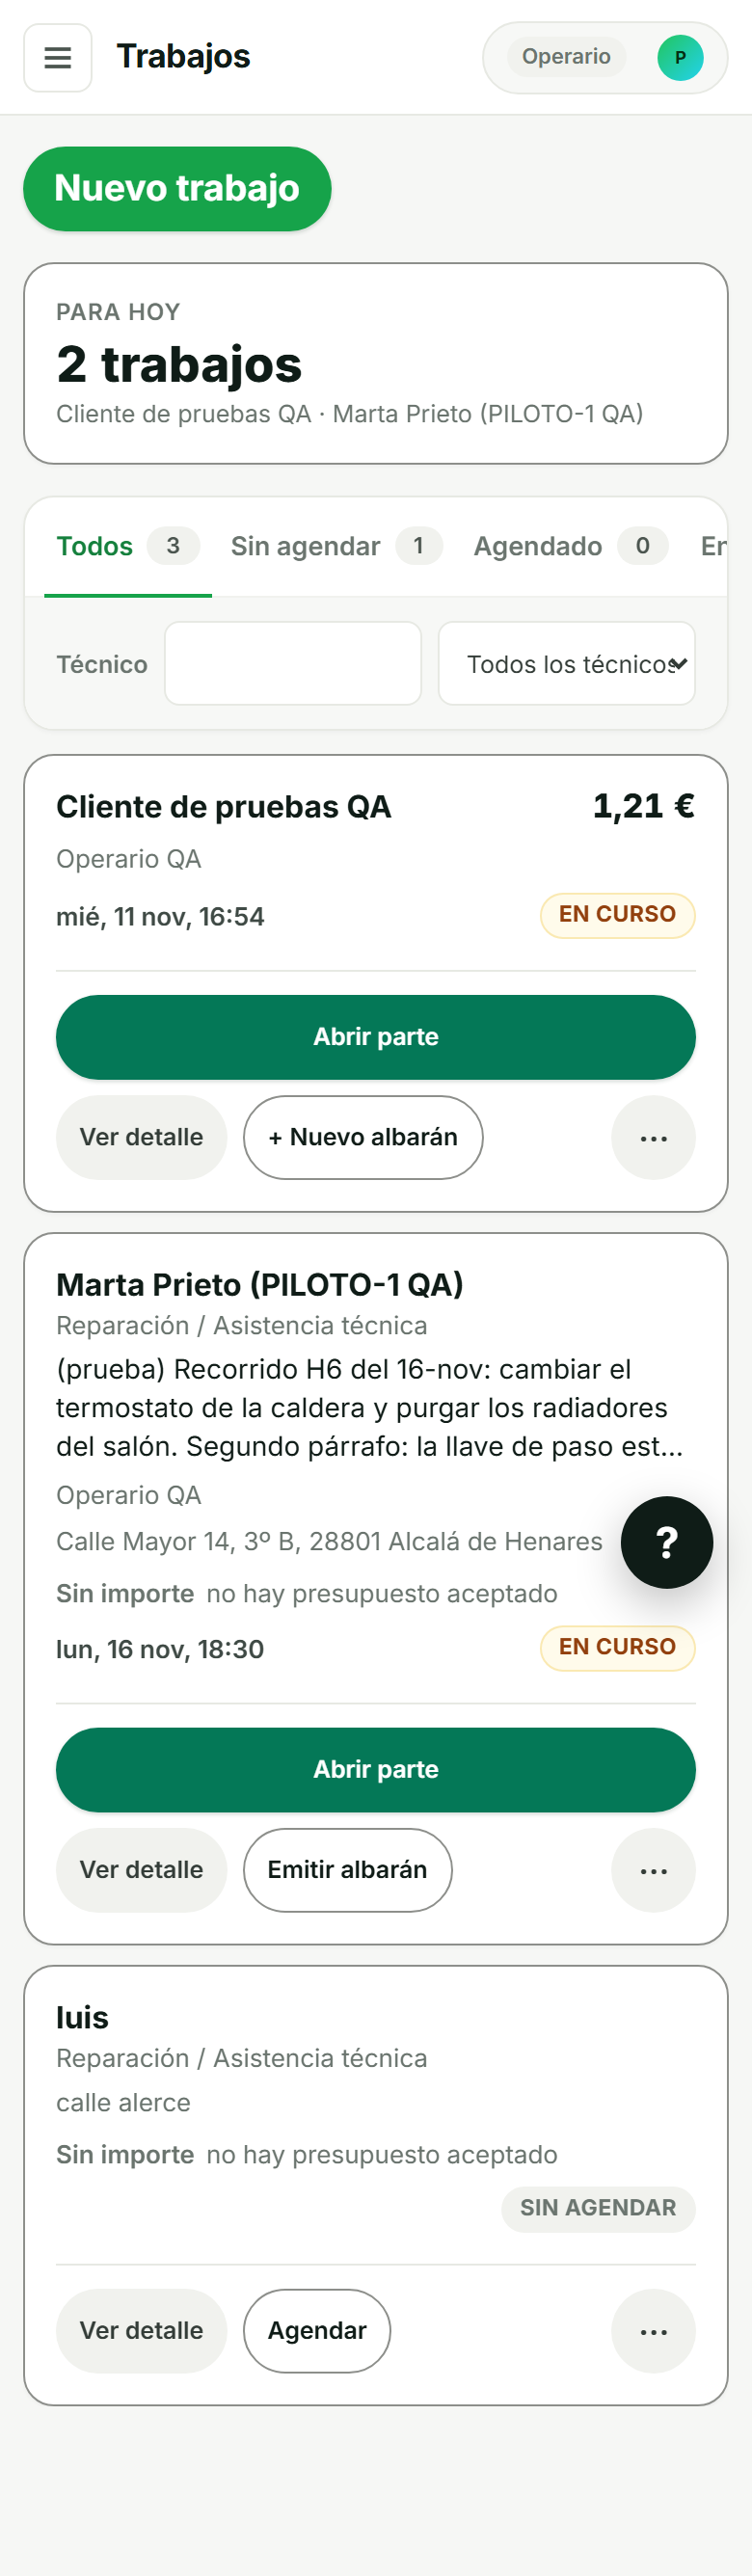 Trabajos
Operario
P
Nuevo trabajo
PARA HOY
2 trabajos
Cliente de pruebas QA · Marta Prieto (PILOTO-1 QA)
Todos 3 Sin agendar 1 Agendado 0 En
Técnico
Todos los técnicos
Cliente de pruebas QA 1,21 €
Operario QA
mié, 11 nov, 16:54 EN CURSO
Abrir parte
Ver detalle + Nuevo albarán ...
Marta Prieto (PILOTO-1 QA)
Reparación / Asistencia técnica
(prueba) Recorrido H6 del 16-nov: cambiar el
termostato de la caldera y purgar los radiadores
del salón. Segundo párrafo: la llave de paso est...
Operario QA
Calle Mayor 14, 3º B, 28801 Alcalá de Henares
?
Sin importe no hay presupuesto aceptado
lun, 16 nov, 18:30 EN CURSO
Abrir parte
Ver detalle Emitir albarán ...
luis
Reparación / Asistencia técnica
calle alerce
Sin importe no hay presupuesto aceptado
SIN AGENDAR
Ver detalle Agendar ...